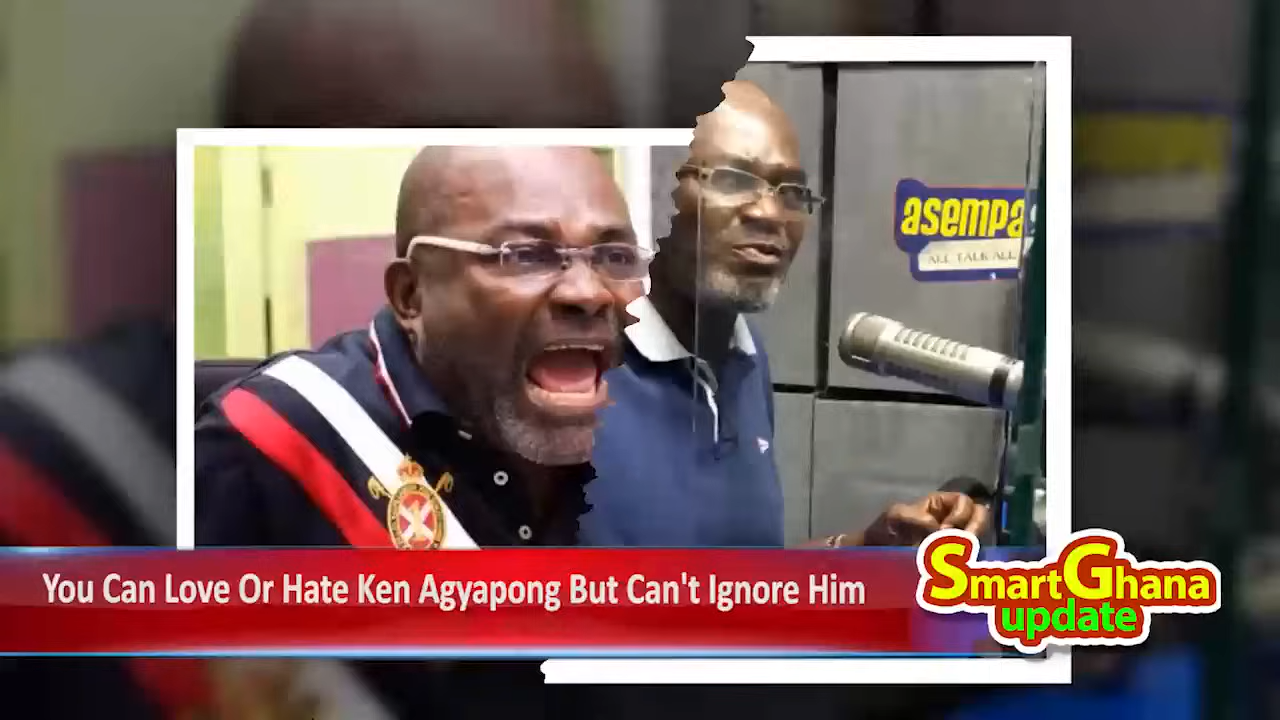 asempa
ALL TALK ALL
You Can Love Or Hate Ken Agyapong But Can't Ignore Him
SmartGhana
update